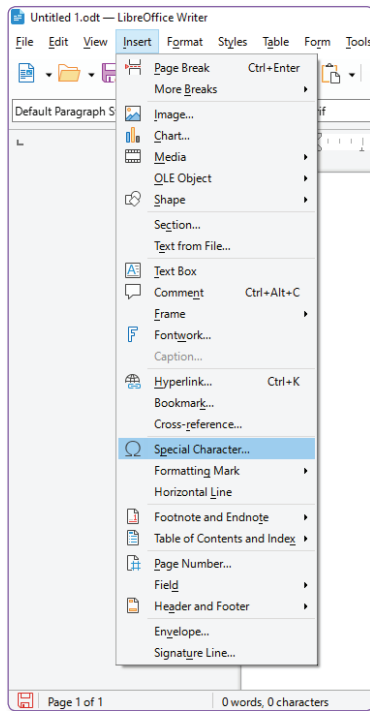 Untitled 1.odt — LibreOffice Writer
File Edit View Insert Format Styles Table Form Tools
Page Break Ctrl+Enter
More Breaks
Default Paragraph S
Image...
Chart...
Media
OLE Object
Shape
Section...
Text from File...
Text Box
Comment Ctrl+Alt+C
Frame
Fontwork...
Caption...
Hyperlink... Ctrl+K
Bookmark...
Cross-reference...
Special Character...
Formatting Mark
Horizontal Line
Footnote and Endnote
Table of Contents and Index
Page Number...
Field
Header and Footer
Envelope...
Signature Line...
Page 1 of 1 0 words, 0 characters